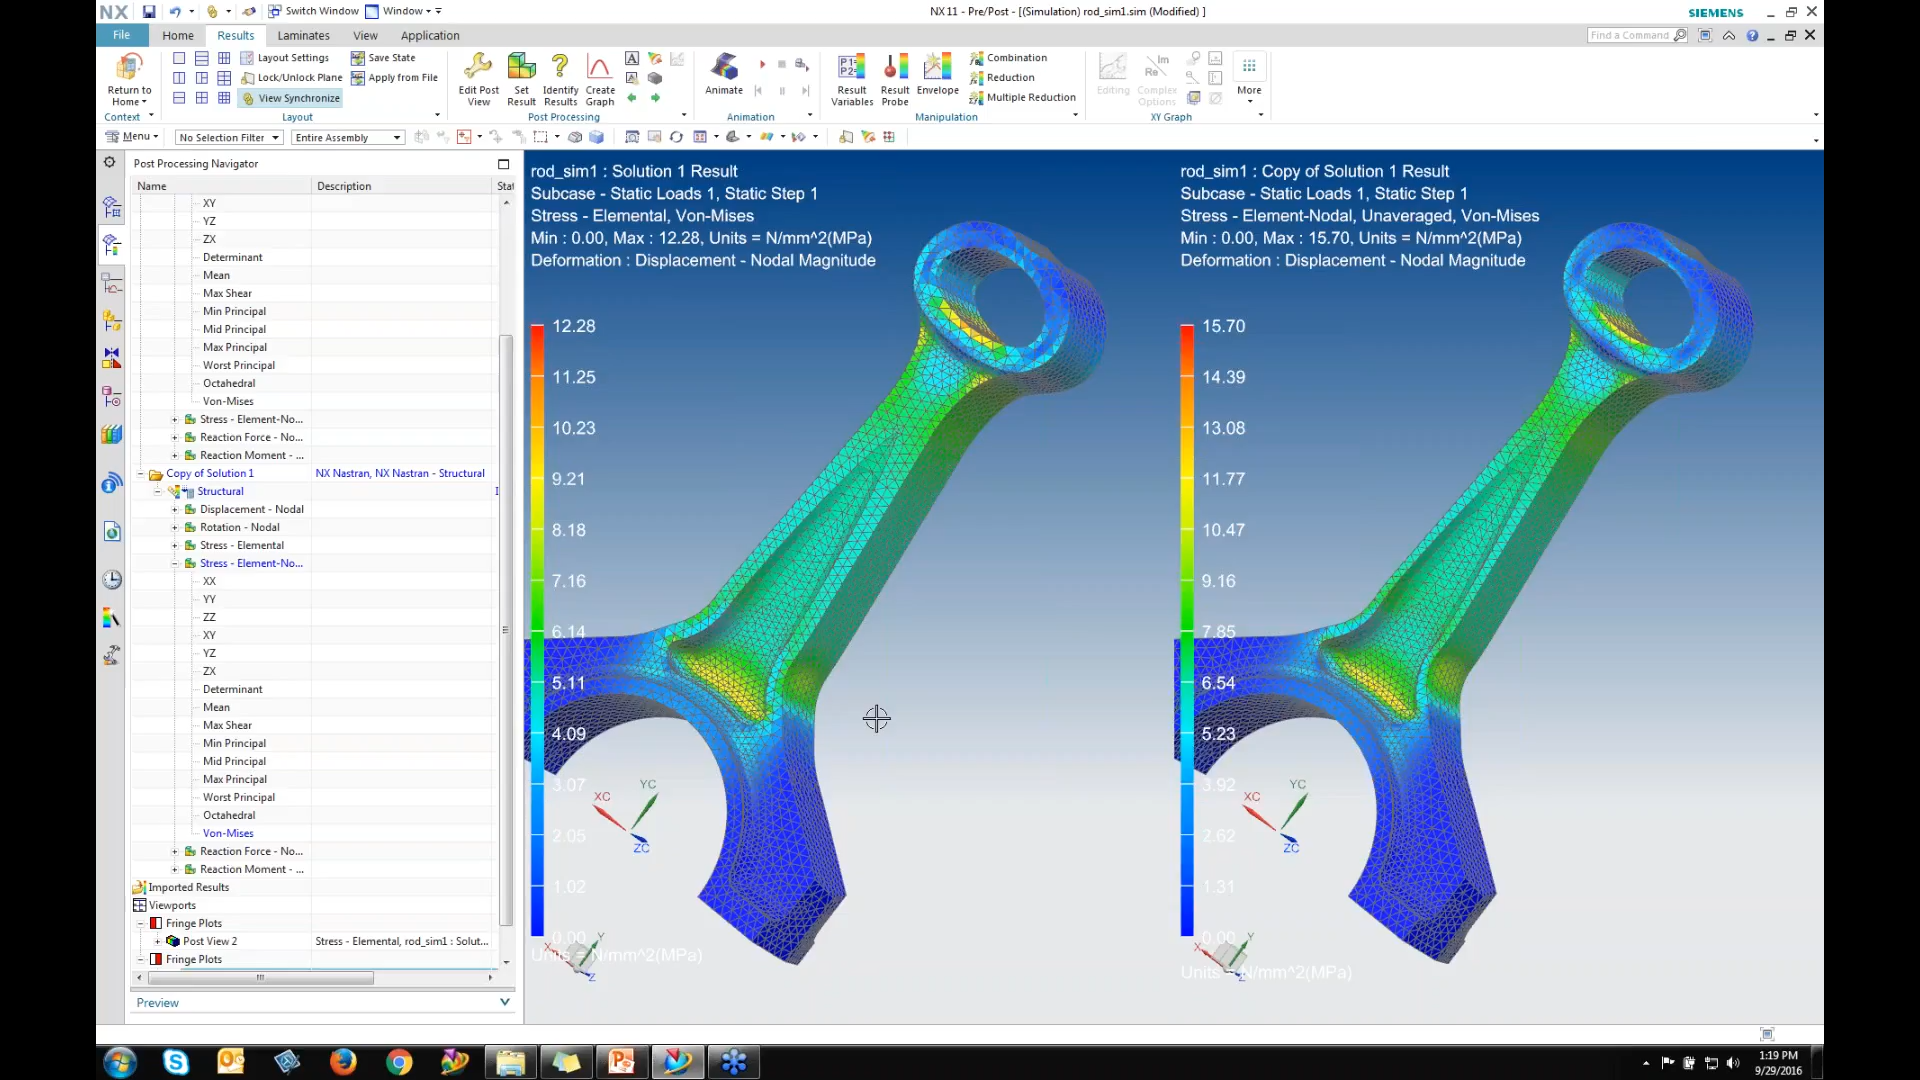 NX
Switch Window
Window
NX 11 - Pre/Post - [(Simulation) rod_sim1.sim (Modified) ]
SIEMENS
File
Home
Results
Laminates
View
Application
Find a Command
Return to Home
Context
Layout Settings
Lock/Unlock Plane
View Synchronize
Save State
Apply from File
Layout
Edit Post View
Set Result
Identify Results
Create Graph
Post Processing
Animate
Animation
Result Variables
Result Probe
Envelope
Combination
Reduction
Multiple Reduction
Manipulation
Editing
Complex Options
XY Graph
More
Menu
No Selection Filter
Entire Assembly
Post Processing Navigator
Name
Description
Stat
XY
YZ
ZX
Determinant
Mean
Max Shear
Min Principal
Mid Principal
Max Principal
Worst Principal
Octahedral
Von-Mises
Stress - Element-No...
Reaction Force - No...
Reaction Moment - ...
Copy of Solution 1
NX Nastran, NX Nastran - Structural
Structural
Displacement - Nodal
Rotation - Nodal
Stress - Elemental
Stress - Element-No...
XX
YY
ZZ
XY
YZ
ZX
Determinant
Mean
Max Shear
Min Principal
Mid Principal
Max Principal
Worst Principal
Octahedral
Von-Mises
Reaction Force - No...
Reaction Moment - ...
Imported Results
Viewports
Fringe Plots
Post View 2
Stress - Elemental, rod_sim1 : Solut...
Fringe Plots
Preview
rod_sim1 : Solution 1 Result
Subcase - Static Loads 1, Static Step 1
Stress - Elemental, Von-Mises
Min : 0.00, Max : 12.28, Units = N/mm^2(MPa)
Deformation : Displacement - Nodal Magnitude
12.28
11.25
10.23
9.21
8.18
7.16
6.14
5.11
4.09
3.07
2.05
1.02
0.00
Units = N/mm^2(MPa)
XC
YC
ZC
X
Y
Z
rod_sim1 : Copy of Solution 1 Result
Subcase - Static Loads 1, Static Step 1
Stress - Element-Nodal, Unaveraged, Von-Mises
Min : 0.00, Max : 15.70, Units = N/mm^2(MPa)
Deformation : Displacement - Nodal Magnitude
15.70
14.39
13.08
11.77
10.47
9.16
7.85
6.54
5.23
3.92
2.62
1.31
0.00
Units = N/mm^2(MPa)
XC
YC
ZC
X
Y
Z
1:19 PM
9/29/2016